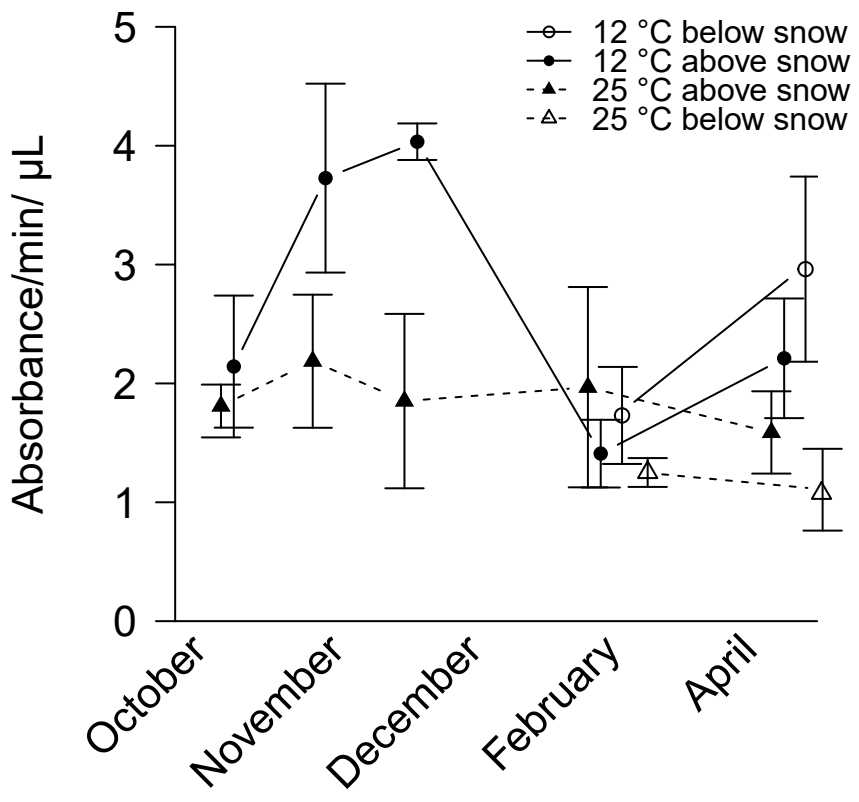 12 °C below snow
12 °C above snow
25 °C above snow
25 °C below snow
Absorbance/min/ µL
5
4
3
2
1
0
October
November
December
February
April